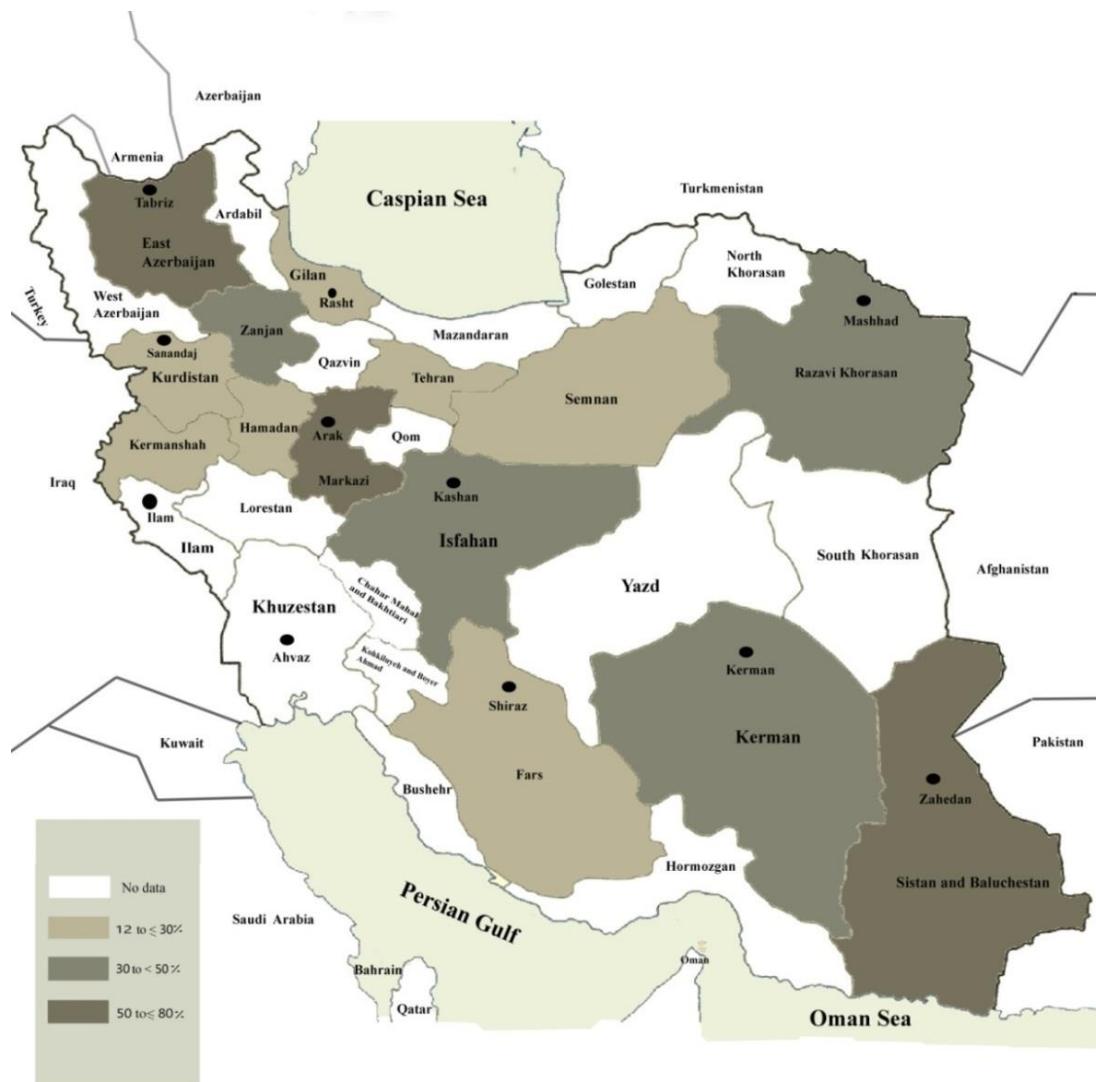 Azerbaijan
Armenia
Tabriz
East
Azerbaijan
Ardabil
Caspian Sea
Turkmenistan
Gilan
Rasht
Golestan
North
Khorasan
Mashhad
Turkey
West
Azerbaijan
Zanjan
Mazandaran
Sanandaj
Kurdistan
Qazvin
Tehran
Razavi Khorasan
Semnan
Kermanshah
Hamadan
Arak
Qom
Iraq
Markazi
Kashan
Ilam
Lorestan
Ilam
Isfahan
South Khorasan
Afghanistan
Yazd
Chahar Mahal
and Bakhtiari
Khuzestan
Ahvaz
Kohkiluyeh and Boyer
Ahmad
Kerman
Shiraz
Kerman
Kuwait
Pakistan
Fars
Bushehr
Zahedan
Hormozgan
Sistan and Baluchestan
Persian Gulf
Saudi Arabia
Oman
Bahrain
Qatar
Oman Sea
No data
12 to ≤ 30%
30 to < 50%
50 to ≤ 80%